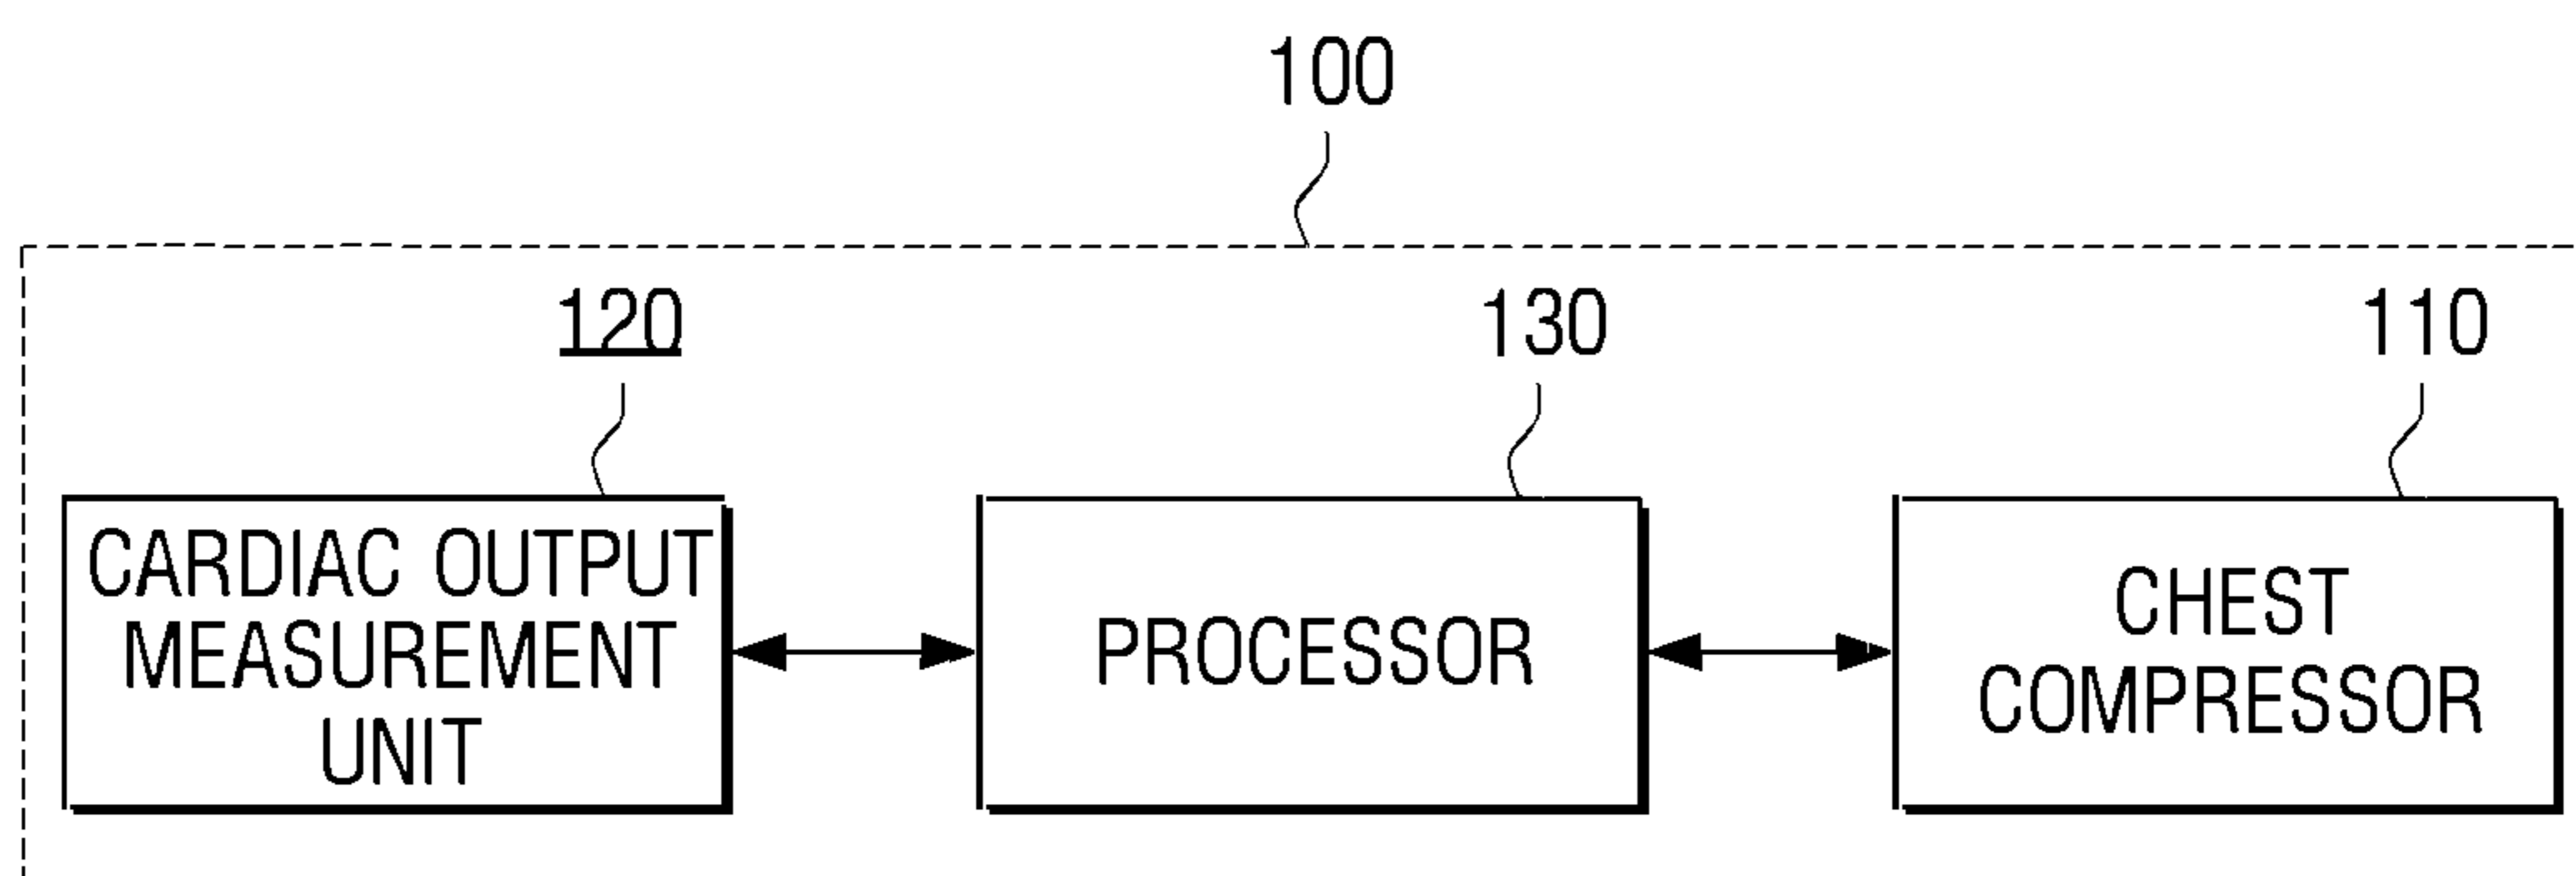 100
120
130
110
CARDIAC OUTPUT
MEASUREMENT
UNIT
PROCESSOR
CHEST
COMPRESSOR